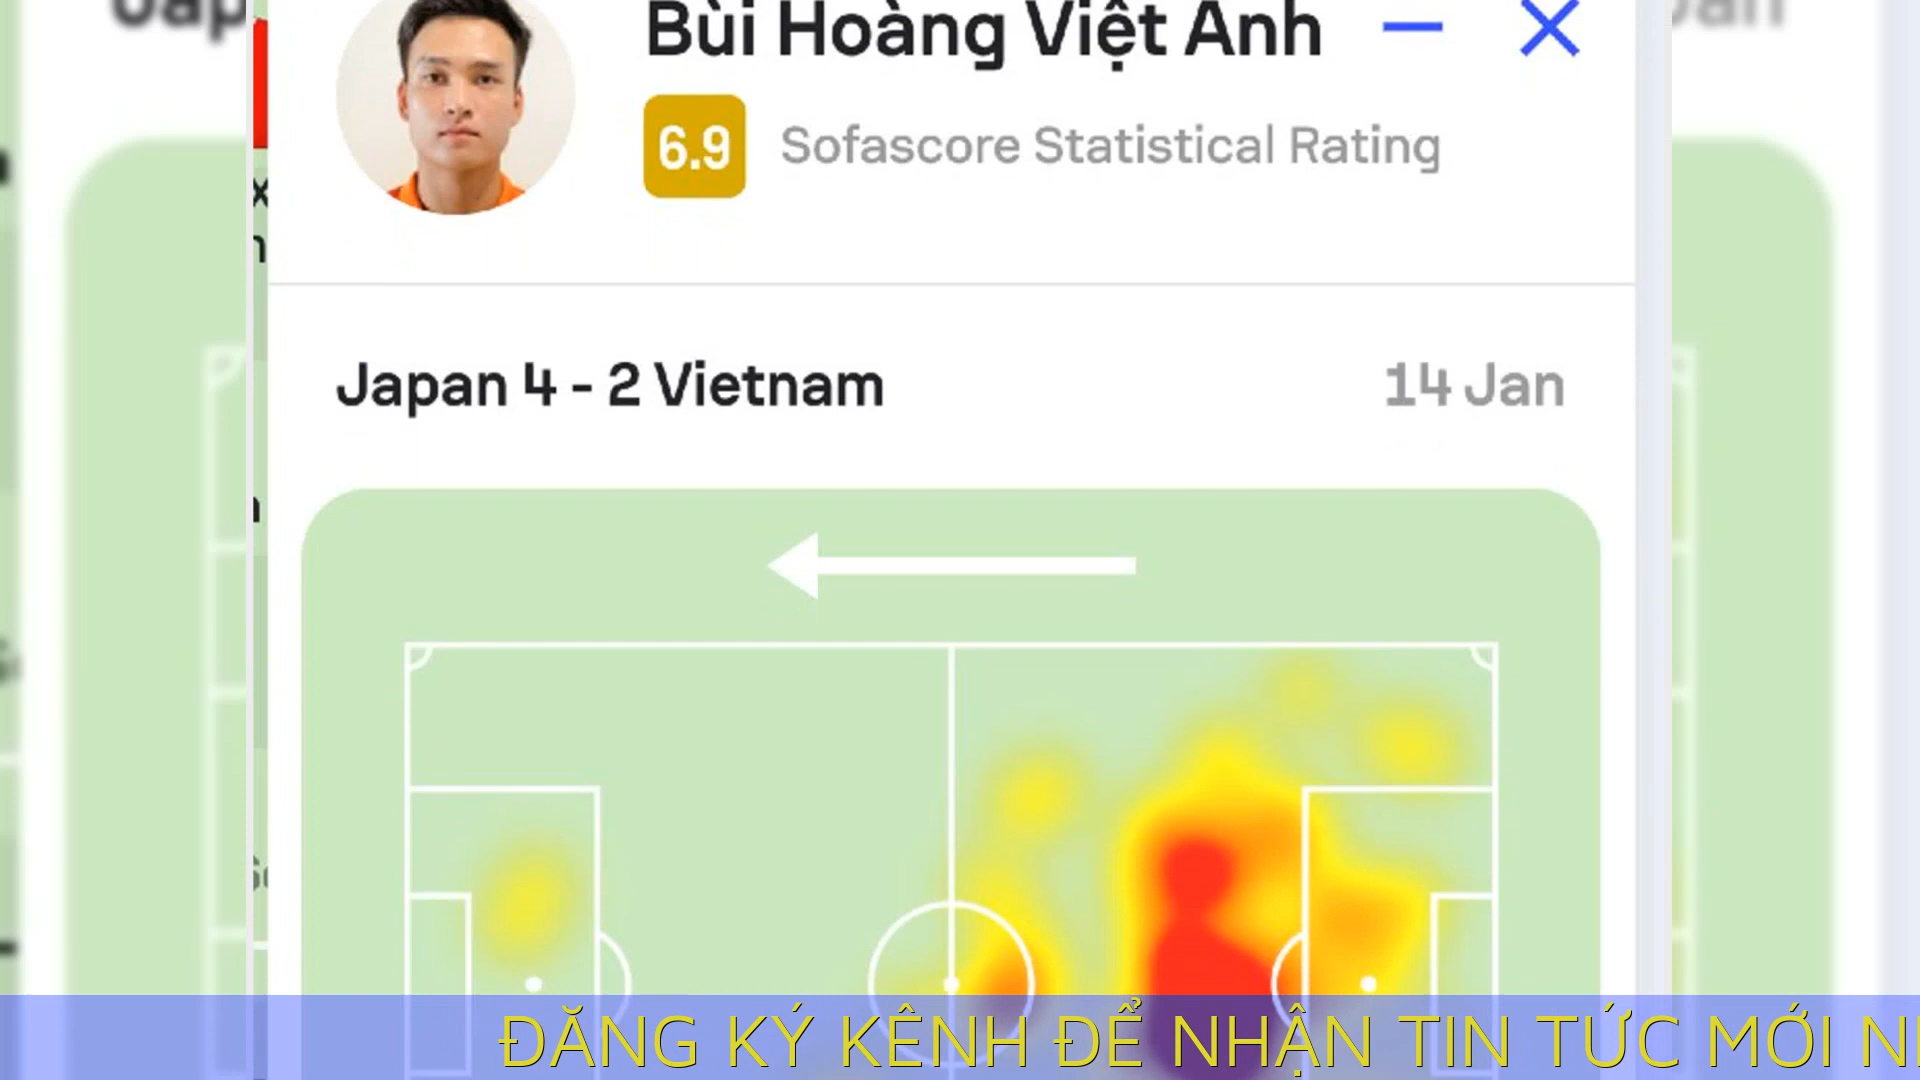 Bùi Hoàng Việt Anh
6.9 Sofascore Statistical Rating
Japan 4 - 2 Vietnam 14 Jan
ĐĂNG KÝ KÊNH ĐỂ NHẬN TIN TỨC MỚI